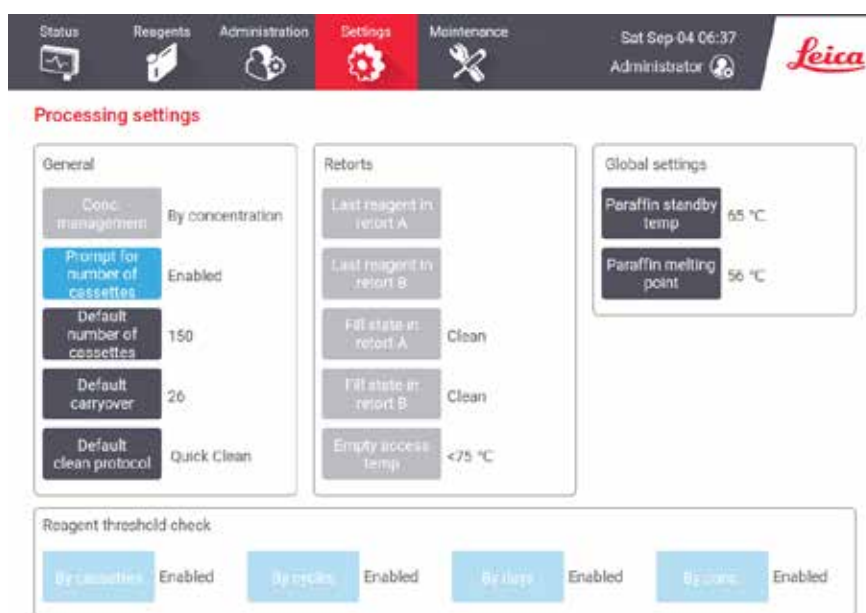 Status Reagents Administration Settings Maintenance
Sat Sep 04 06:37
Administrator
Leica
Processing settings
General
Conc. management By concentration
Prompt for number of cassettes Enabled
Default number of cassettes 150
Default carryover 26
Default clean protocol Quick Clean
Retorts
Last reagent in retort A
Last reagent in retort B
Fill state in retort A Clean
Fill state in retort B Clean
Empty access temp <75 °C
Global settings
Paraffin standby temp 65 °C
Paraffin melting point 56 °C
Reagent threshold check
By cassettes Enabled By cycles Enabled By days Enabled By conc. Enabled